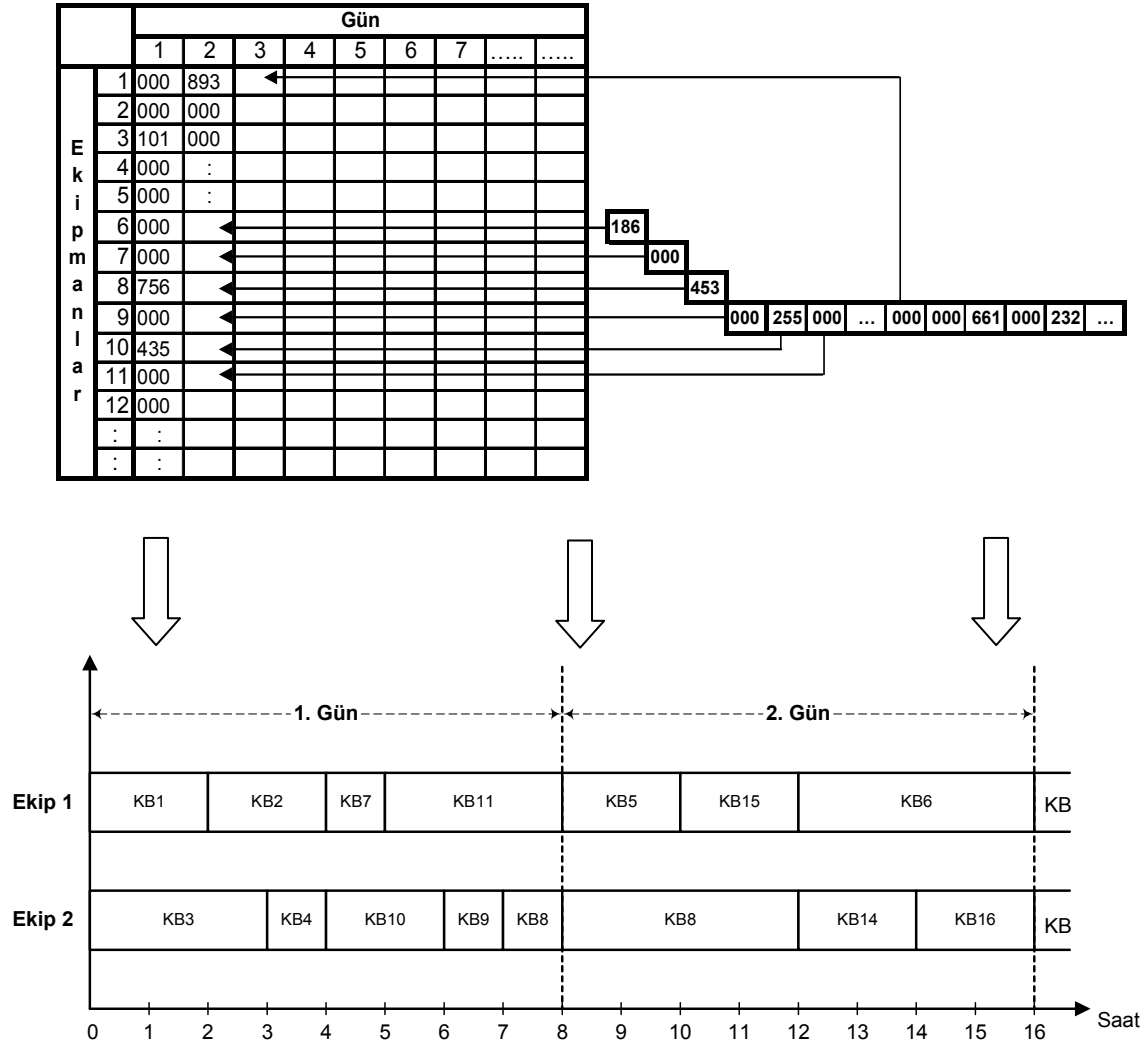 Gün
1 2 3 4 5 6 7 ..... .....
Ekipmanlar
1 000 893
2 000 000
3 101 000
4 000 :
5 000 :
6 000
7 000
8 756
9 000
10 435
11 000
12 000
: :
: :
186
000
453
000 255 000 ... 000 000 661 000 232 ...
1. Gün 2. Gün
Ekip 1 KB1 KB2 KB7 KB11 KB5 KB15 KB6 KB
Ekip 2 KB3 KB4 KB10 KB9 KB8 KB8 KB14 KB16 KB
0 1 2 3 4 5 6 7 8 9 10 11 12 13 14 15 16 Saat